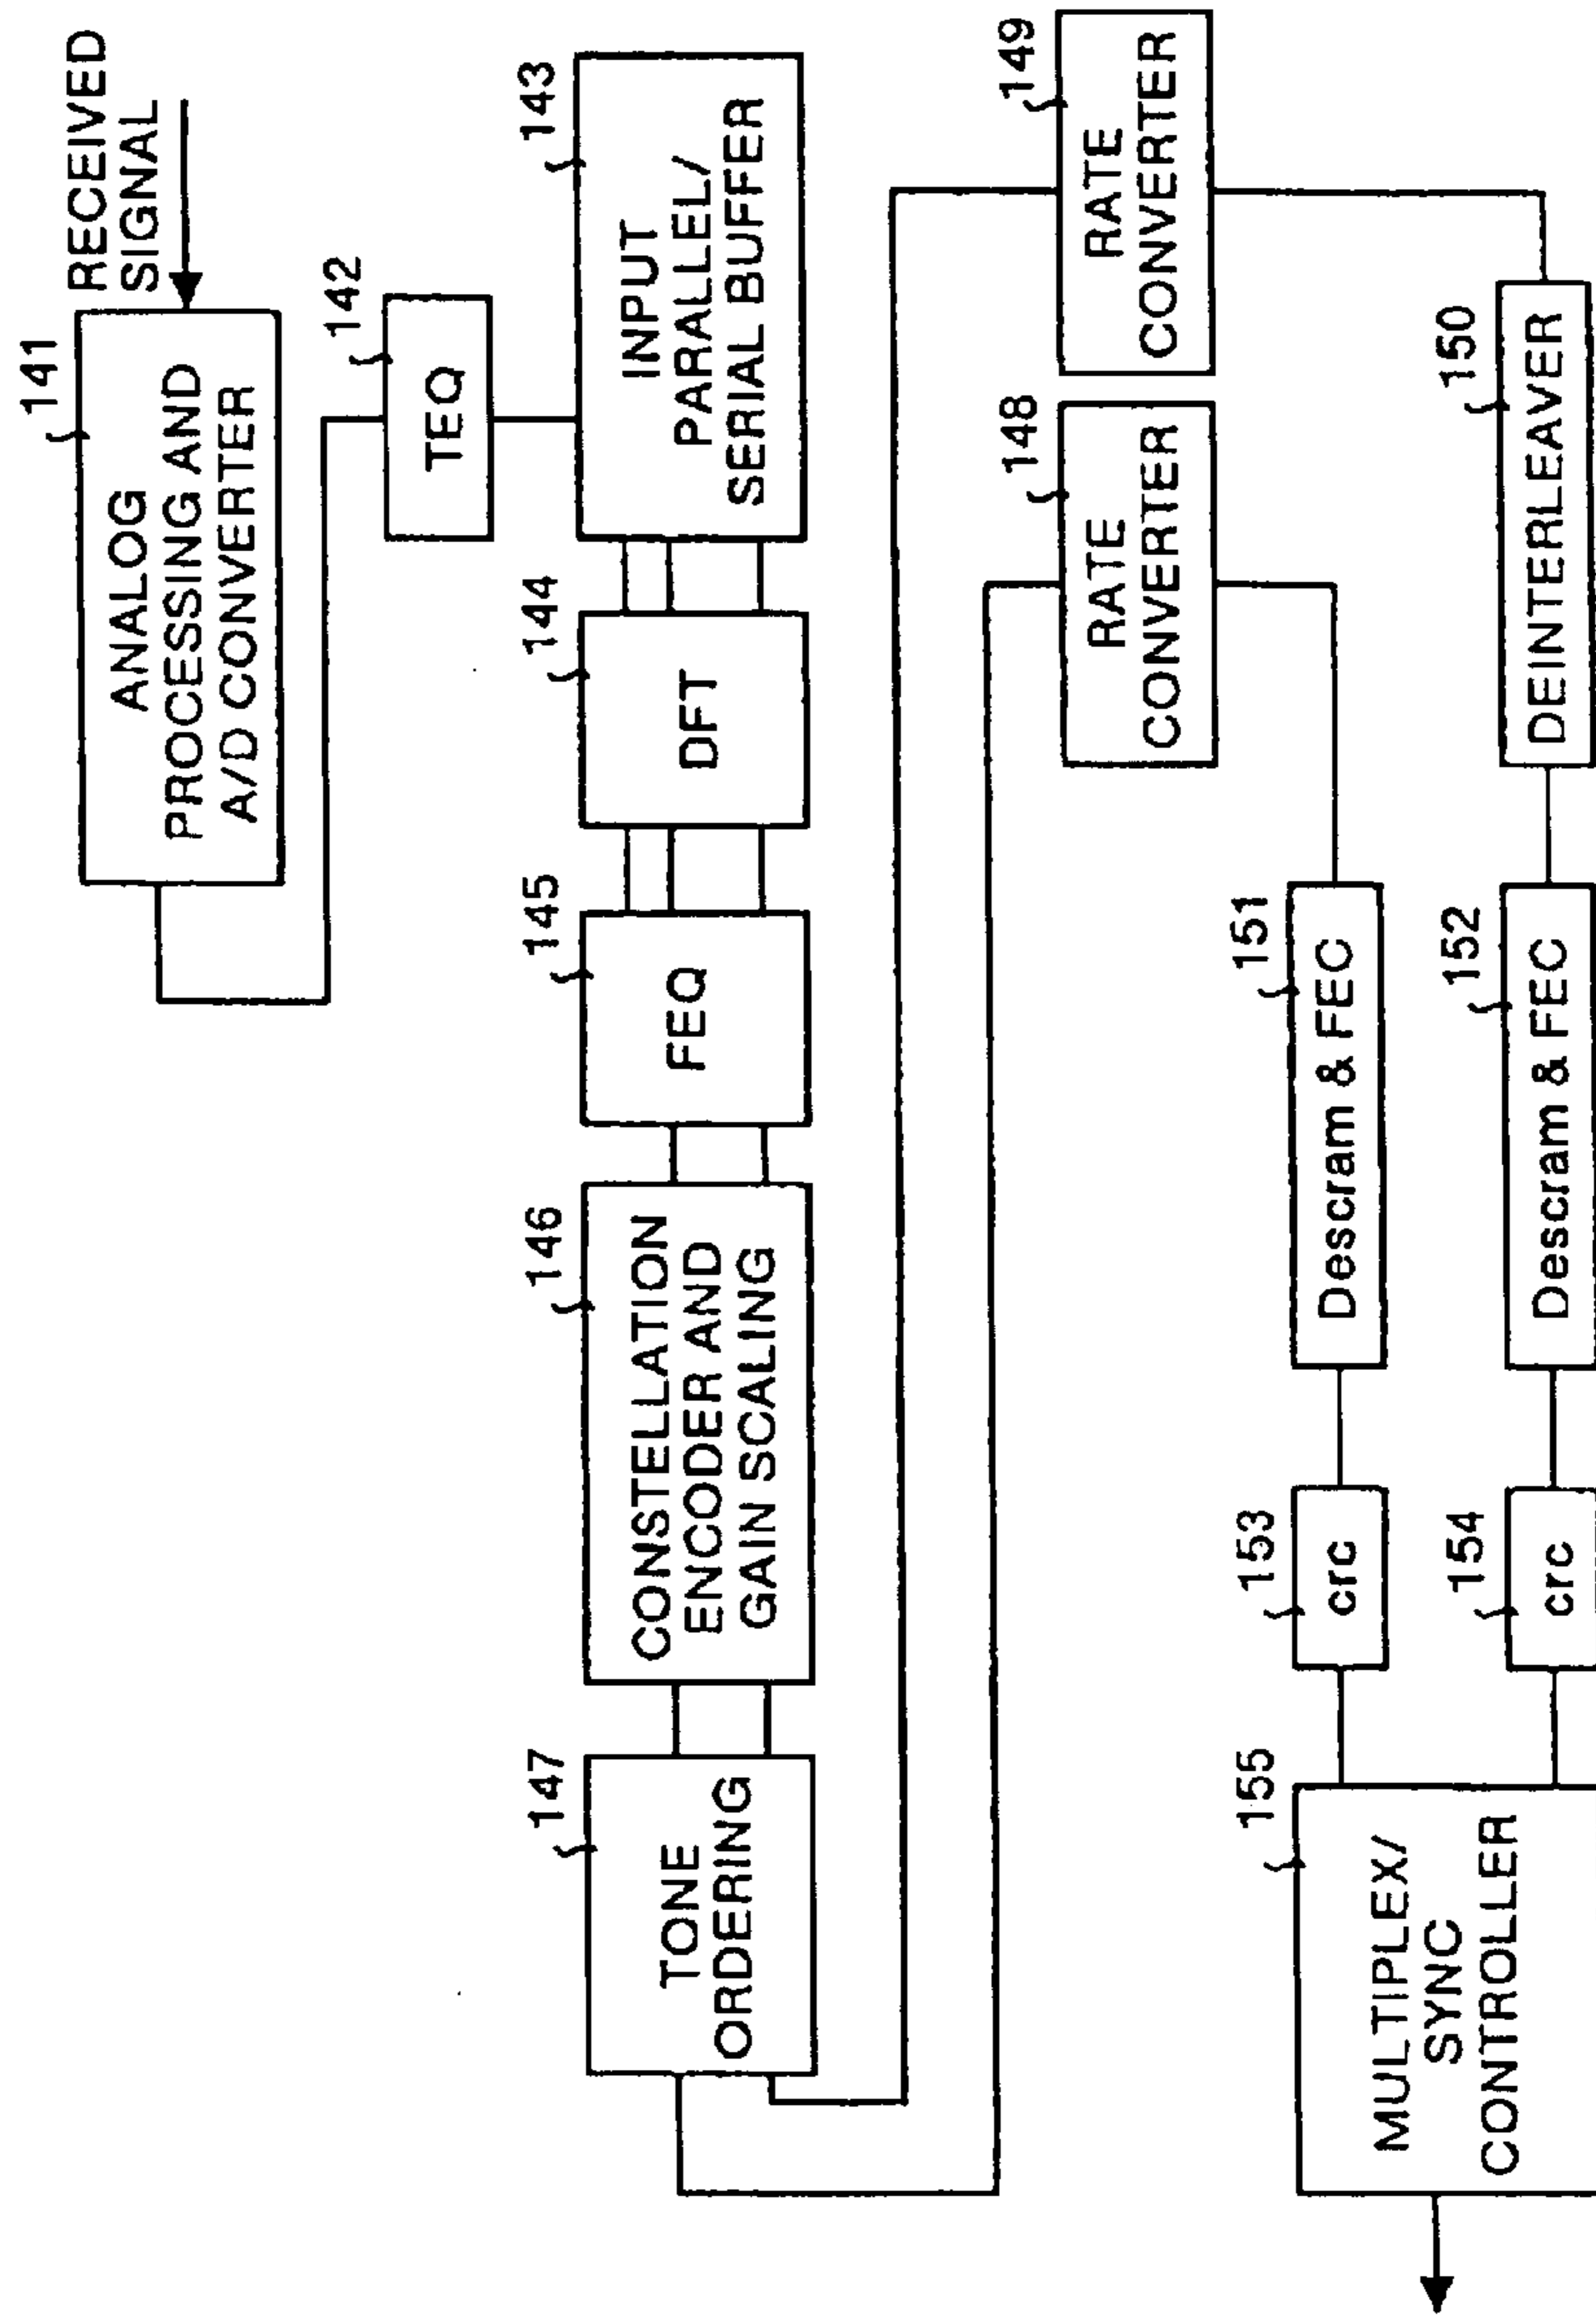 RECEIVED
SIGNAL
141
ANALOG
PROCESSING AND
A/D CONVERTER
142
TEQ
143
INPUT
PARALLEL/
SERIAL BUFFER
144
DFT
145
FEQ
146
CONSTELLATION
ENCODER AND
GAIN SCALING
147
TONE
ORDERING
148
RATE
CONVERTER
149
RATE
CONVERTER
150
DEINTERLEAVER
151
Descram & FEC
152
Descram & FEC
153
crc
154
crc
155
MULTIPLEX/
SYNC
CONTROLLER